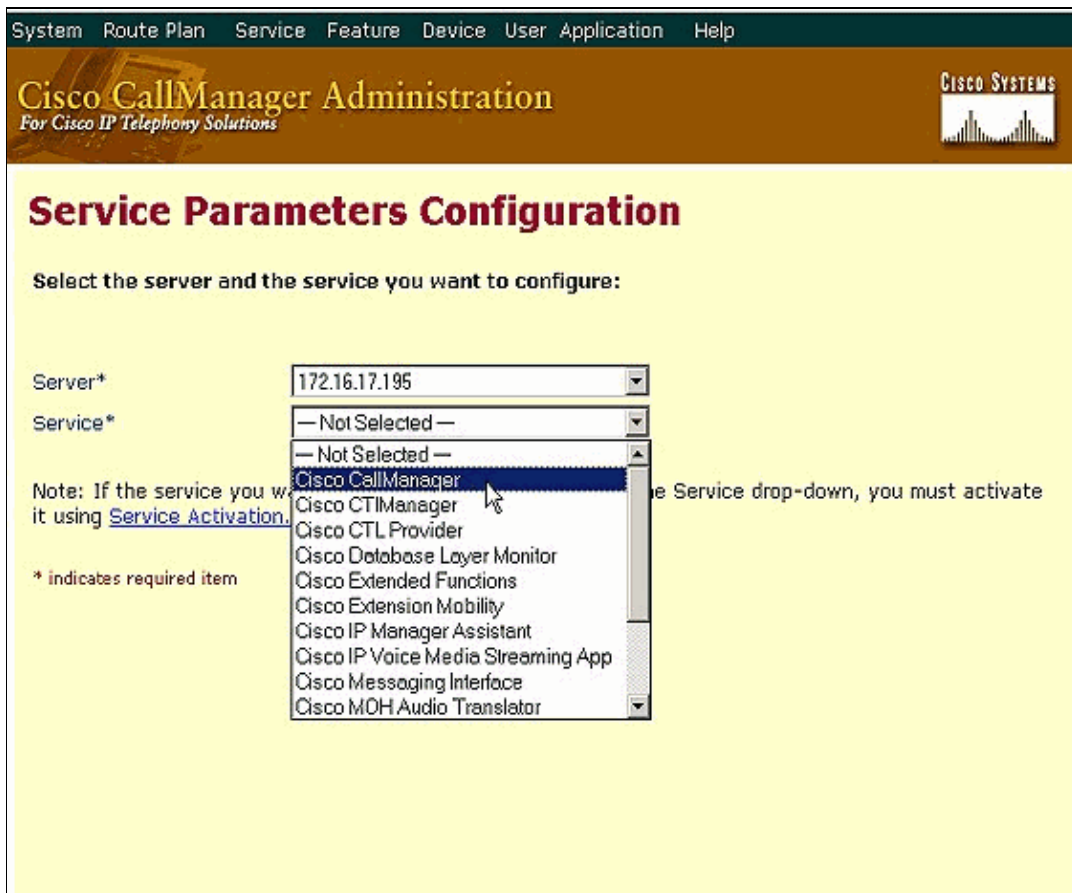 System Route Plan Service Feature Device User Application Help
Cisco CallManager Administration
For Cisco IP Telephony Solutions
CISCO SYSTEMS
Service Parameters Configuration
Select the server and the service you want to configure:
Server*
172.16.17.195
Service*
— Not Selected —
— Not Selected —
Cisco CallManager
Cisco CTIManager
Cisco CTL Provider
Cisco Database Layer Monitor
Cisco Extended Functions
Cisco Extension Mobility
Cisco IP Manager Assistant
Cisco IP Voice Media Streaming App
Cisco Messaging Interface
Cisco MOH Audio Translator
Note: If the service you Service drop-down, you must activate
it using Service Activation.
* indicates required item